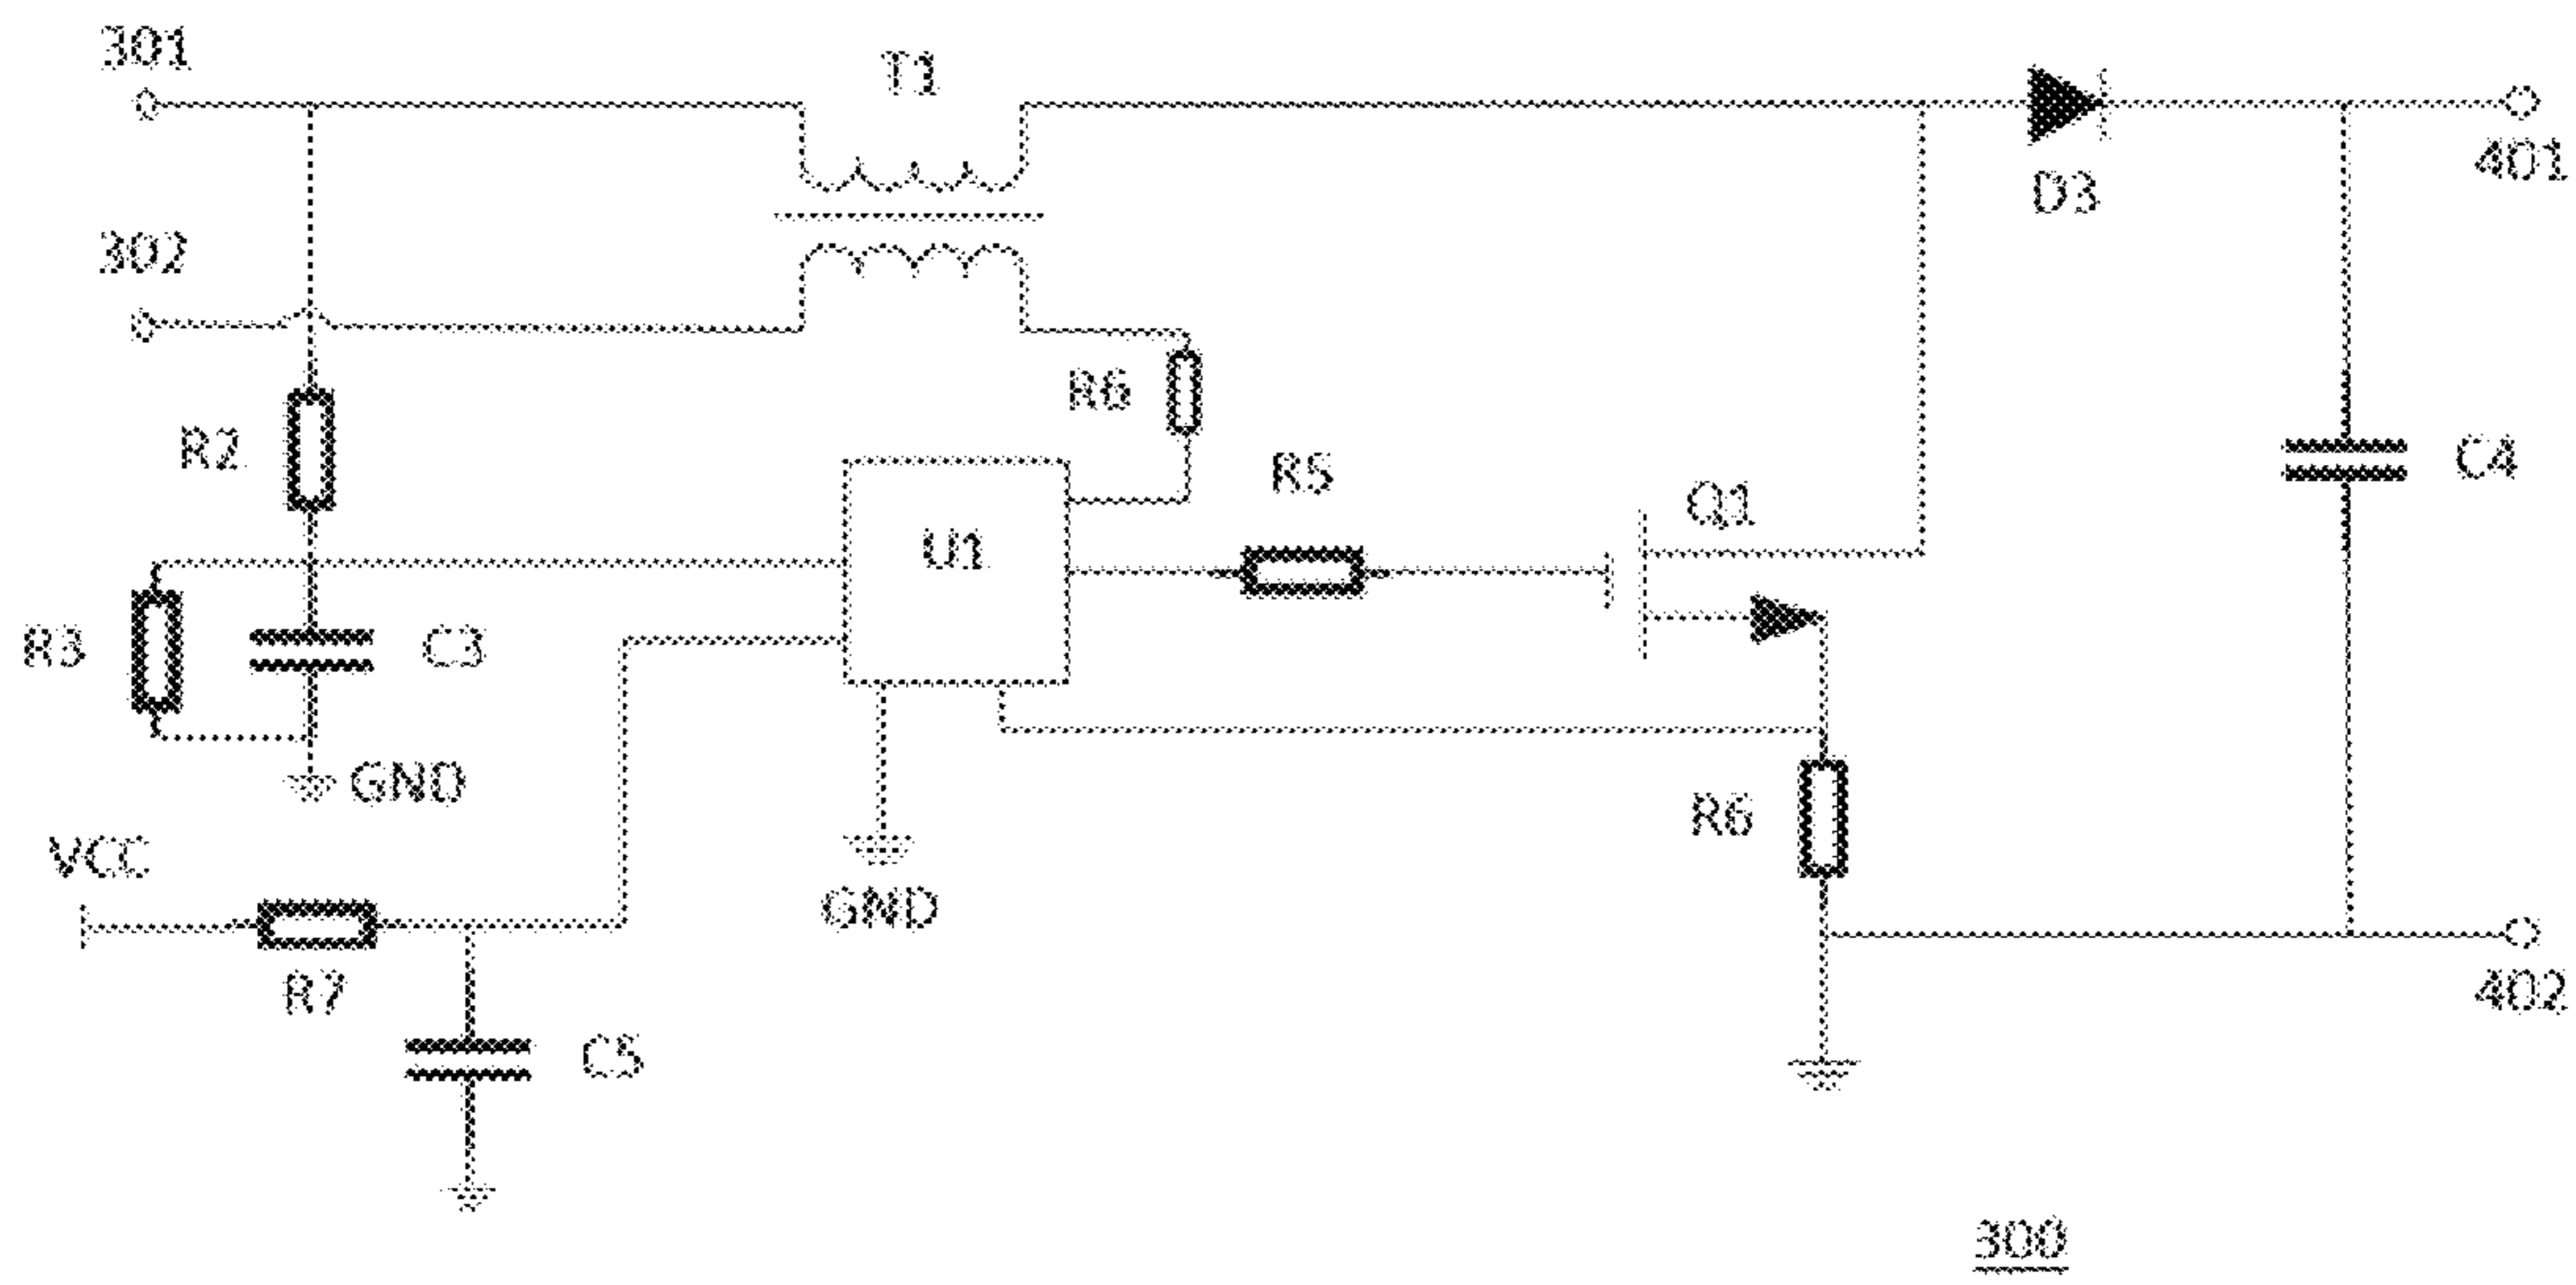 301
T1
401
D3
302
R6
R2
R5
Q1
C4
U1
R3
C3
GND
R6
VCC
GND
R7
402
C5
300